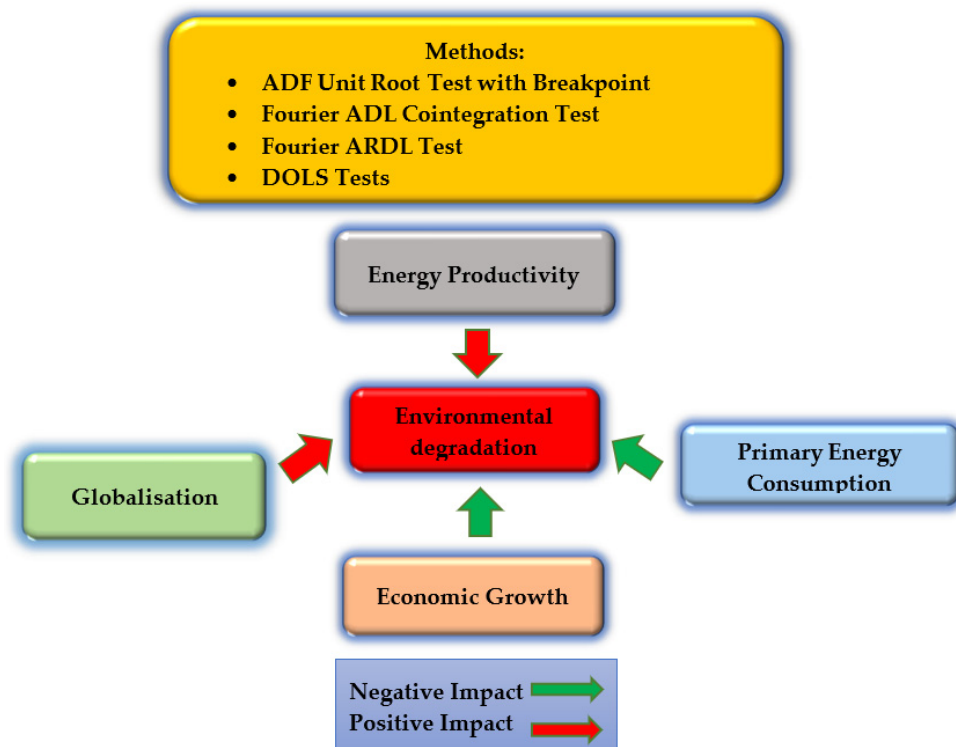 Methods:
• ADF Unit Root Test with Breakpoint
• Fourier ADL Cointegration Test
• Fourier ARDL Test
• DOLS Tests
Energy Productivity
Environmental
degradation
Globalisation
Primary Energy
Consumption
Economic Growth
Negative Impact
Positive Impact